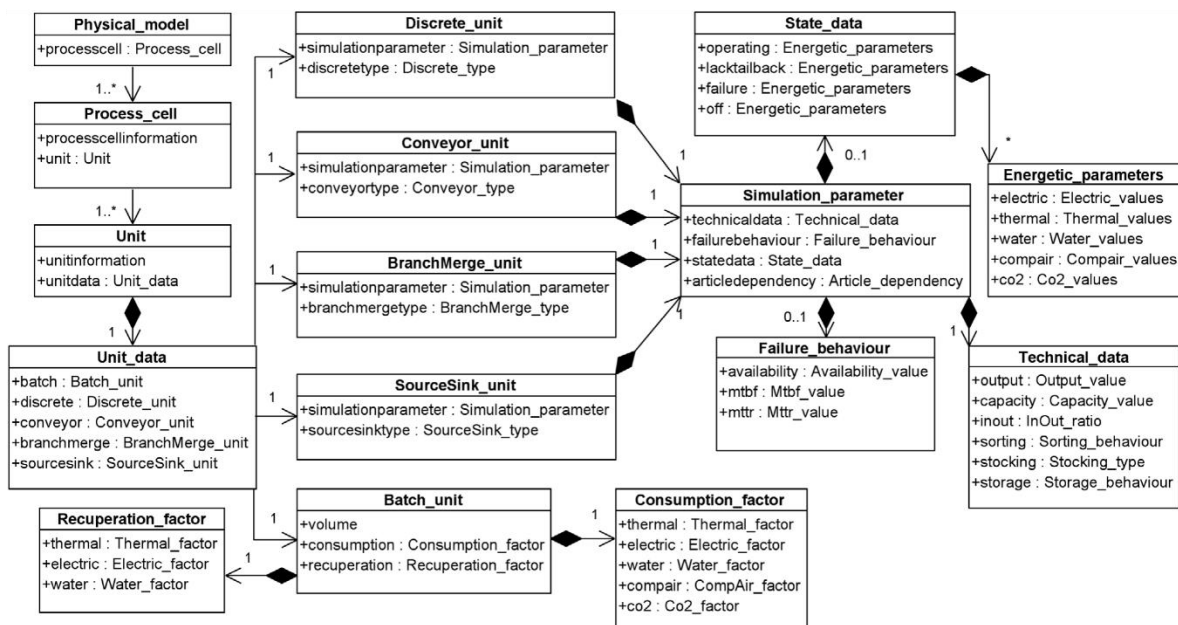 Physical_model
+processcell : Process_cell
1..*
Process_cell
+processcellinformation
+unit : Unit
1..*
Unit
+unitinformation
+unitdata : Unit_data
1
Unit_data
+batch : Batch_unit
+discrete : Discrete_unit
+conveyor : Conveyor_unit
+branchmerge : BranchMerge_unit
+sourcesink : SourceSink_unit
Recuperation_factor
+thermal : Thermal_factor
+electric : Electric_factor
+water : Water_factor
1
Discrete_unit
+simulationparameter : Simulation_parameter
+discretetype : Discrete_type
1
1
Conveyor_unit
+simulationparameter : Simulation_parameter
+conveyortype : Conveyor_type
1
1
BranchMerge_unit
+simulationparameter : Simulation_parameter
+branchmergetype : BranchMerge_type
1
1
SourceSink_unit
+simulationparameter : Simulation_parameter
+sourcesinktype : SourceSink_type
1
1
Batch_unit
+volume
+consumption : Consumption_factor
+recuperation : Recuperation_factor
1
1
Consumption_factor
+thermal : Thermal_factor
+electric : Electric_factor
+water : Water_factor
+compair : CompAir_factor
+co2 : Co2_factor
State_data
+operating : Energetic_parameters
+lacktailback : Energetic_parameters
+failure : Energetic_parameters
+off : Energetic_parameters
0..1
*
Simulation_parameter
+technicaldata : Technical_data
+failurebehaviour : Failure_behaviour
+statedata : State_data
+articledependency : Article_dependency
0..1
1
Failure_behaviour
+availability : Availability_value
+mtbf : Mtbf_value
+mttr : Mttr_value
Energetic_parameters
+electric : Electric_values
+thermal : Thermal_values
+water : Water_values
+compair : Compair_values
+co2 : Co2_values
Technical_data
+output : Output_value
+capacity : Capacity_value
+inout : InOut_ratio
+sorting : Sorting_behaviour
+stocking : Stocking_type
+storage : Storage_behaviour